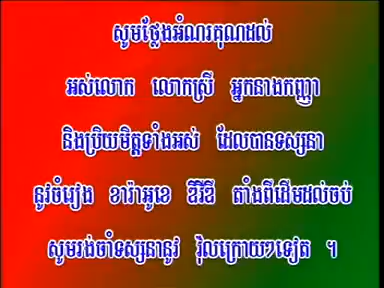 សូមថ្លែងអំណរគុណដល់
អស់លោក លោកស្រី អ្នកនាងកញ្ញា
និងប្រិយមិត្តទាំងអស់ ដែលបានទស្សនា
នូវចំរៀង ខារ៉ាអូខេ ឌីវីឌី តាំងពីដើមដល់ចប់
សូមរង់ចាំទស្សនានូវ វ៉ុលក្រោយៗទៀត ។